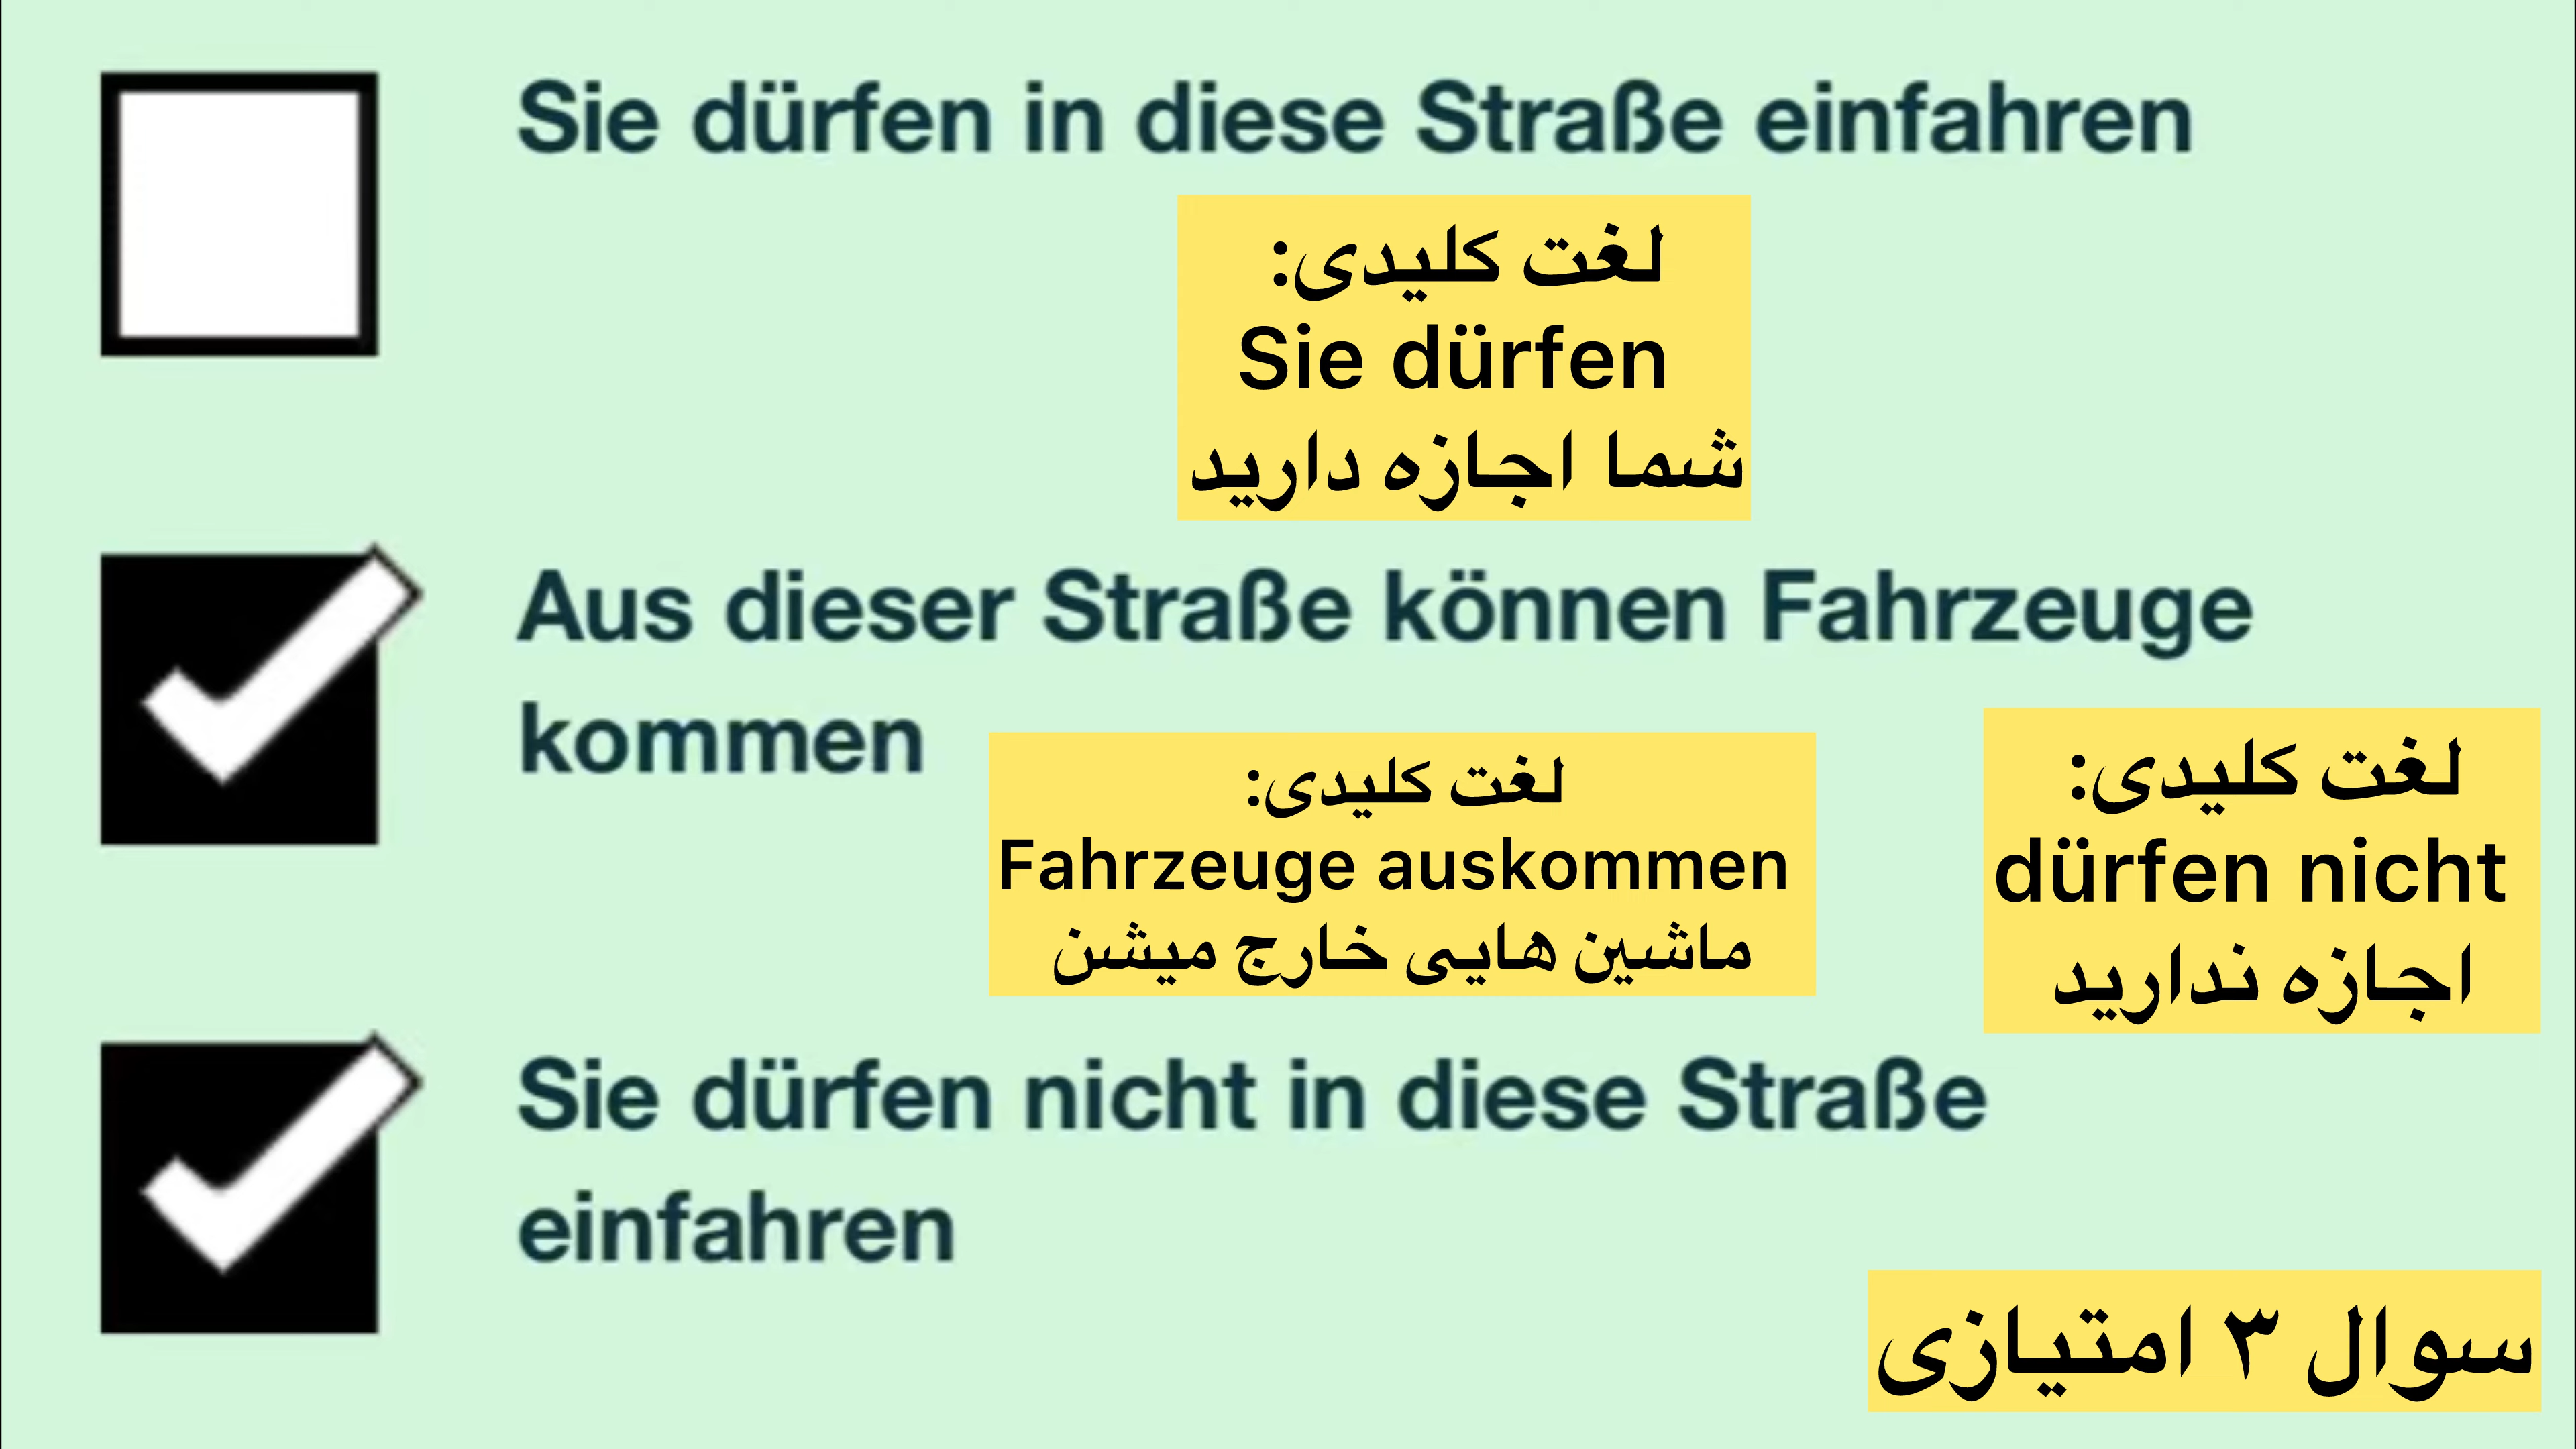 Sie dürfen in diese Straße einfahren
لغت کلیدی:
Sie dürfen
شما اجازه دارید
Aus dieser Straße können Fahrzeuge
kommen
لغت کلیدی:
Fahrzeuge auskommen
ماشین هایی خارج میشن
لغت کلیدی:
dürfen nicht
اجازه ندارید
Sie dürfen nicht in diese Straße
einfahren
سوال ۳ امتیازی